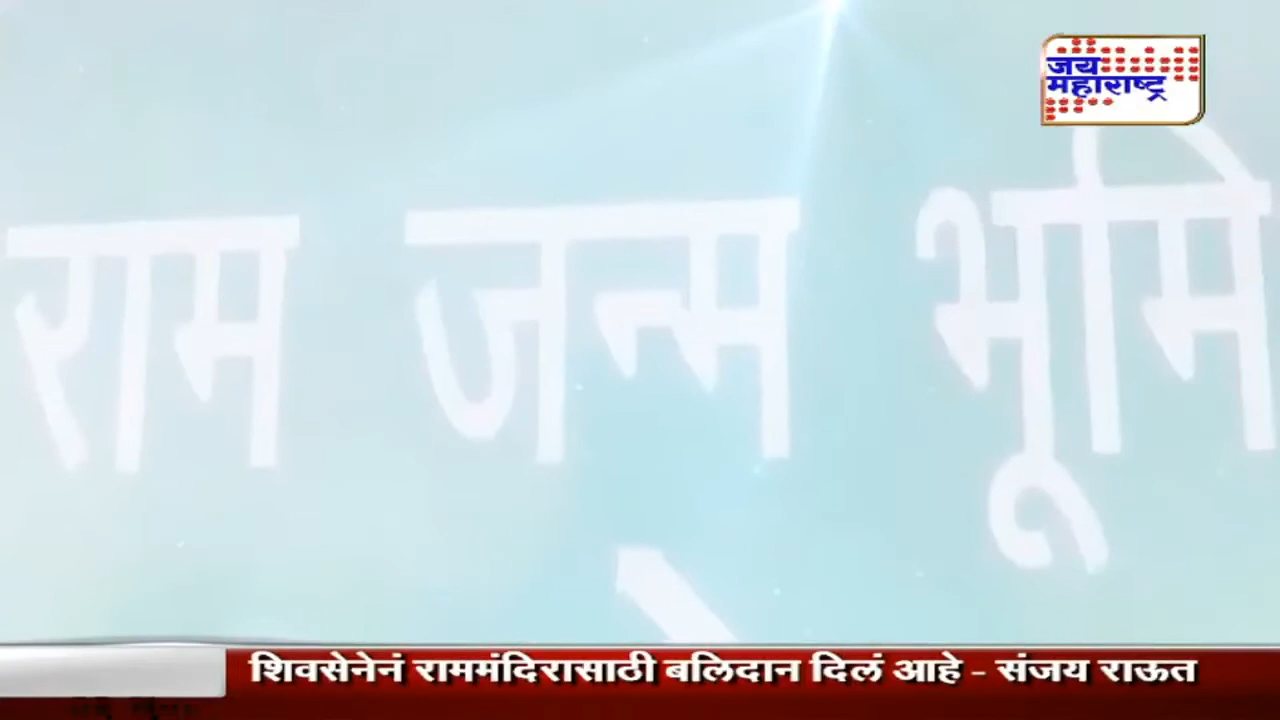 जय
महाराष्ट्र
राम जन्म भूमि
शिवसेनेनं राममंदिरासाठी बलिदान दिलं आहे - संजय राऊत